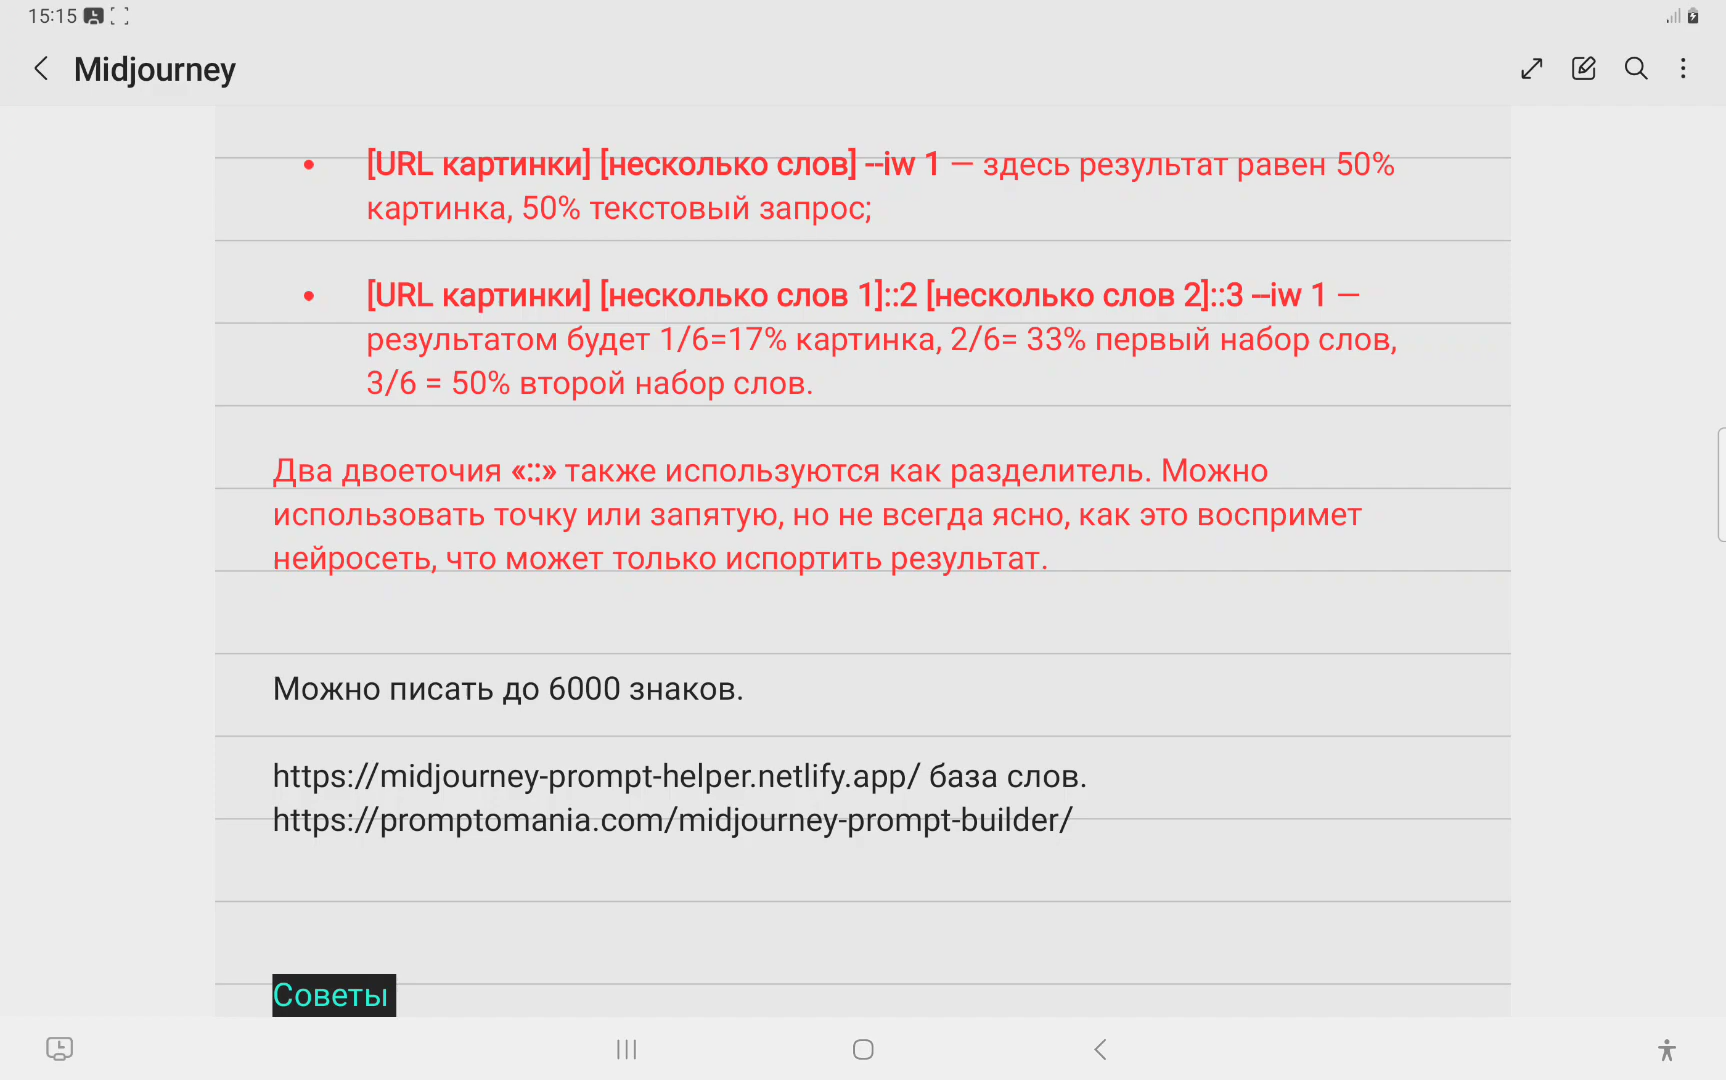 15:15
Midjourney
• [URL картинки] [несколько слов] --iw 1 — здесь результат равен 50%
картинка, 50% текстовый запрос;
• [URL картинки] [несколько слов 1]::2 [несколько слов 2]::3 --iw 1 —
результатом будет 1/6=17% картинка, 2/6= 33% первый набор слов,
3/6 = 50% второй набор слов.
Два двоеточия «::» также используются как разделитель. Можно
использовать точку или запятую, но не всегда ясно, как это воспримет
нейросеть, что может только испортить результат.
Можно писать до 6000 знаков.
https://midjourney-prompt-helper.netlify.app/ база слов.
https://promptomania.com/midjourney-prompt-builder/
Советы